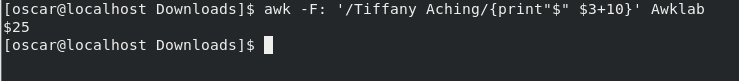 [oscar@localhost Downloads]$ awk -F: '/Tiffany Aching/{print"$" $3+10}' Awklab
$25
[oscar@localhost Downloads]$